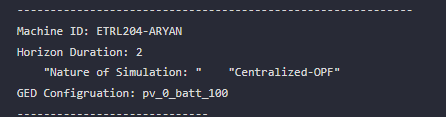 ---------------------------------------------------------------
Machine ID: ETRL204-ARYAN
Horizon Duration: 2
    "Nature of Simulation: "    "Centralized-OPF"
GED Configruation: pv_0_batt_100
------------------------------